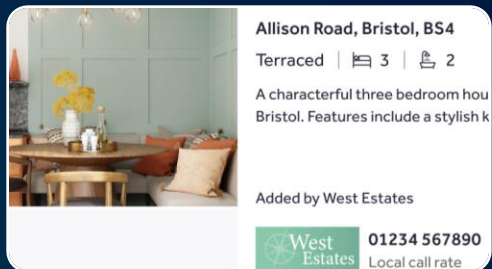 Allison Road, Bristol, BS4
Terraced 3 2
A characterful three bedroom hou
Bristol. Features include a stylish k
Added by West Estates
West
Estates
01234 567890
Local call rate